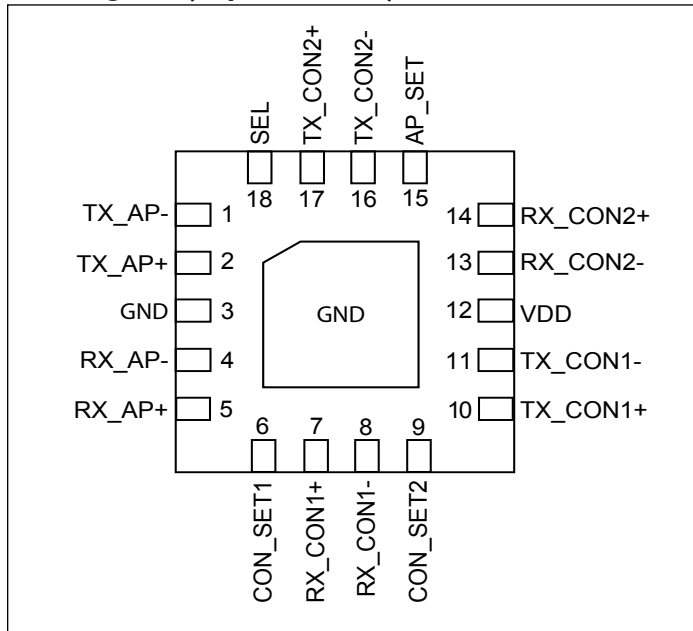 SEL
TX_CON2+
TX_CON2-
AP_SET
18
17
16
15
TX_AP- 1
TX_AP+ 2
GND 3
RX_AP- 4
RX_AP+ 5
GND
14 RX_CON2+
13 RX_CON2-
12 VDD
11 TX_CON1-
10 TX_CON1+
6
7
8
9
CON_SET1
RX_CON1+
RX_CON1-
CON_SET2